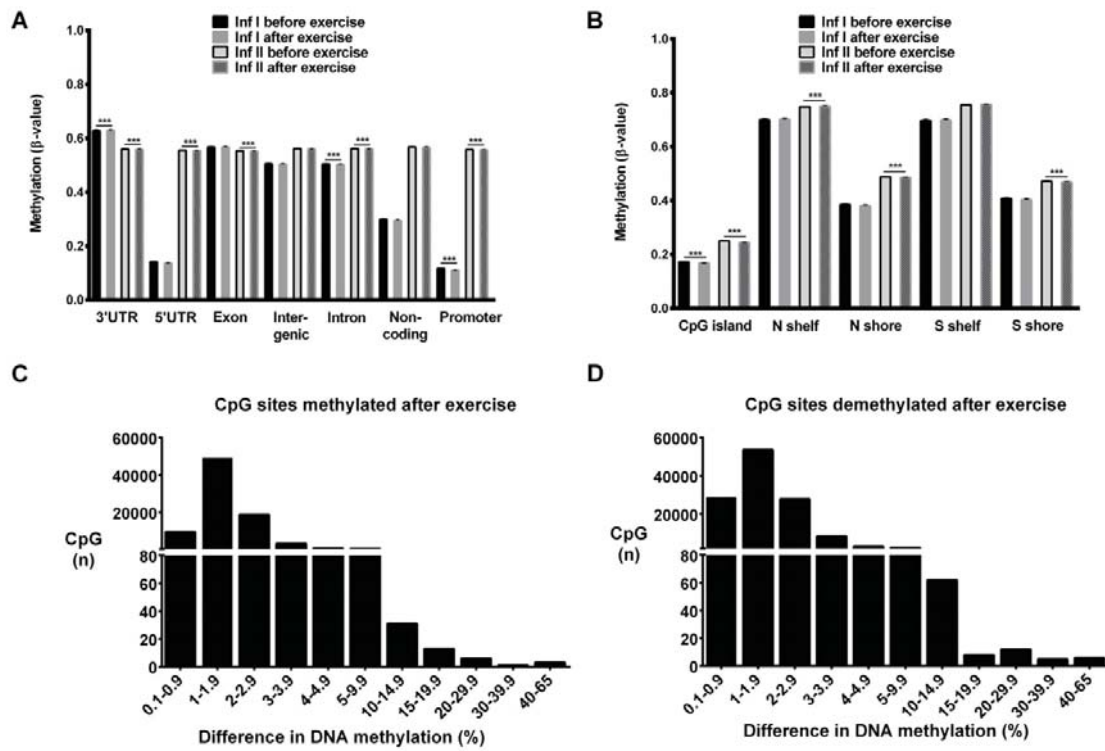 A
Inf I before exercise
Inf I after exercise
Inf II before exercise
Inf II after exercise
Methylation (β-value)
1.0
0.8
0.6
0.4
0.2
0.0
***
***
***
***
***
***
***
***
3'UTR
5'UTR
Exon
Inter-
genic
Intron
Non-
coding
Promoter
B
Inf I before exercise
Inf I after exercise
Inf II before exercise
Inf II after exercise
Methylation (β-value)
1.0
0.8
0.6
0.4
0.2
0.0
***
***
***
***
***
CpG island
N shelf
N shore
S shelf
S shore
C
CpG sites methylated after exercise
CpG
(n)
60000
40000
20000
80
60
40
20
0
0.1-0.9
1-1.9
2-2.9
3-3.9
4-4.9
5-9.9
10-14.9
15-19.9
20-29.9
30-39.9
40-65
Difference in DNA methylation (%)
D
CpG sites demethylated after exercise
CpG
(n)
60000
40000
20000
80
60
40
20
0
0.1-0.9
1-1.9
2-2.9
3-3.9
4-4.9
5-9.9
10-14.9
15-19.9
20-29.9
30-39.9
40-65
Difference in DNA methylation (%)